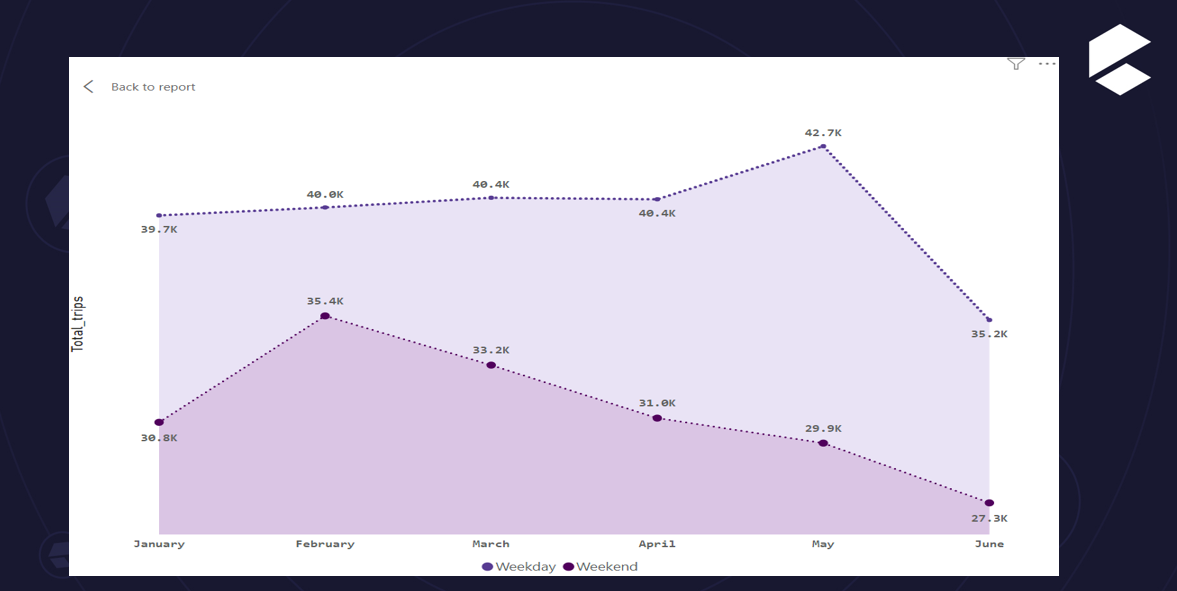 Back to report
42.7K
40.0K
40.4K
40.4K
39.7K
35.4K
35.2K
33.2K
31.0K
29.9K
30.8K
27.3K
Total_trips
January February March April May June
Weekday Weekend